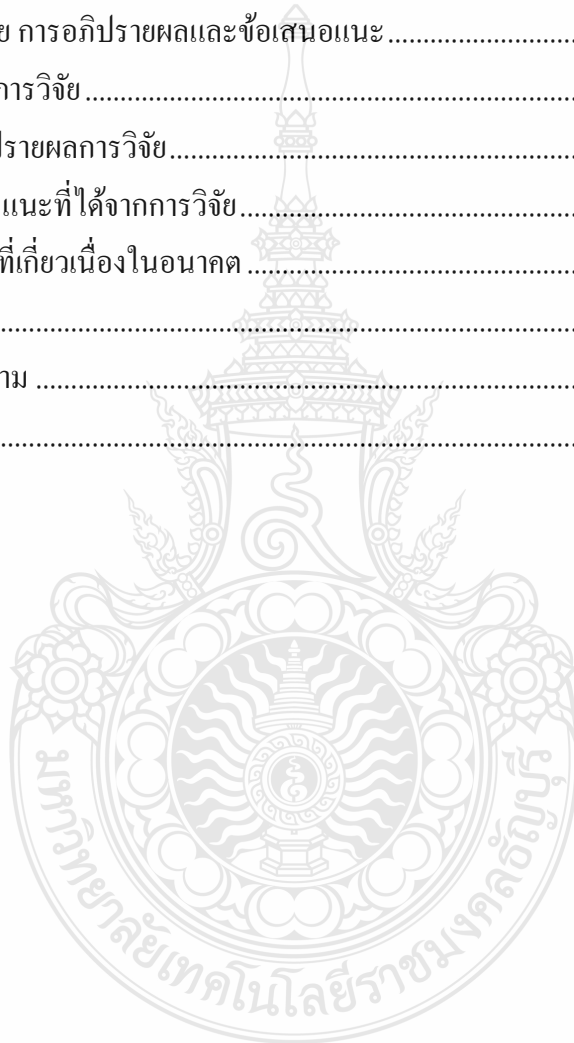 ย การอภิปรายผลและข้อเสนอแนะ................................
การวิจัย......................................................................
ปรายผลการวิจัย..........................................................
แนะที่ได้จากการวิจัย................................................
ที่เกี่ยวเนื่องในอนาคต...............................................
..................................................................................
าม .............................................................................
..................................................................................
มหาวิทยาลัยเทคโนโลยีราชมงคลธัญบุรี